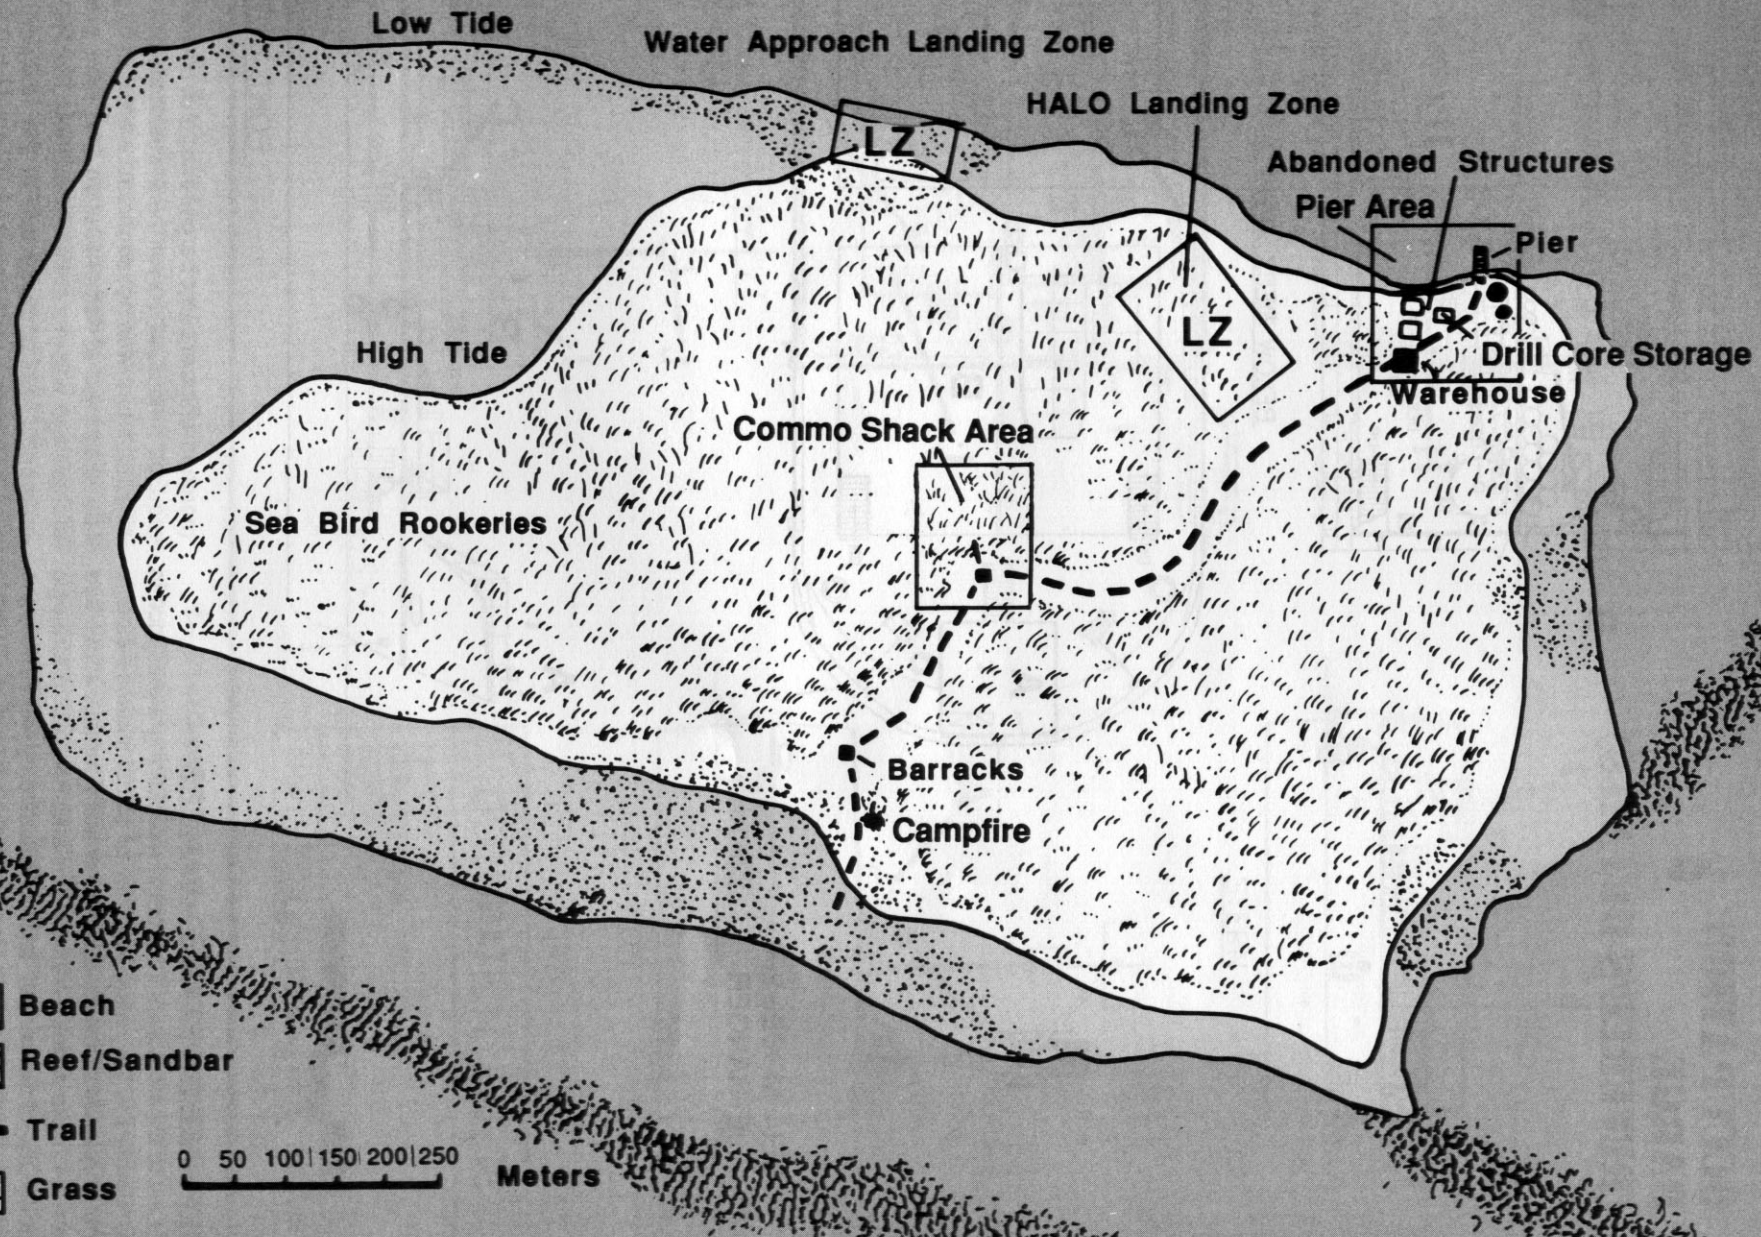 Low Tide
Water Approach Landing Zone
HALO Landing Zone
LZ
Abandoned Structures
Pier Area
Pier
LZ
High Tide
Drill Core Storage
Warehouse
Commo Shack Area
Sea Bird Rookeries
Barracks
Campfire
Beach
Reef/Sandbar
Trail
0 50 100 150 200 250
Meters
Grass